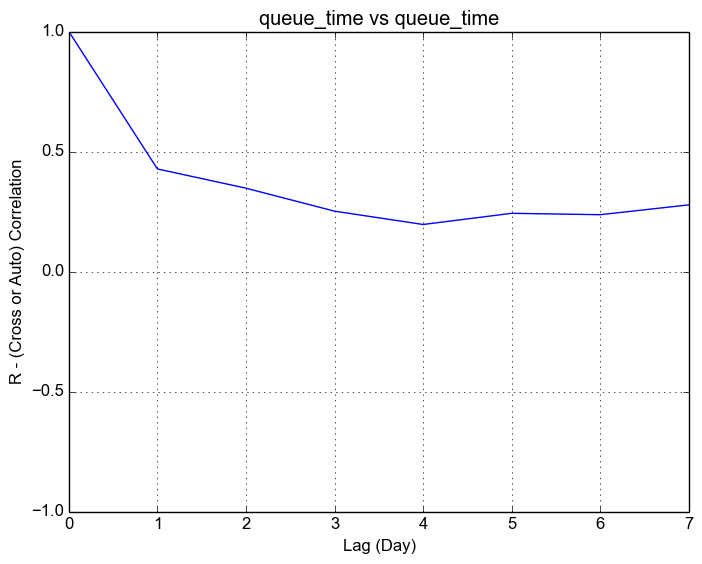 queue_time vs queue_time
R - (Cross or Auto) Correlation
1.0
0.5
0.0
−0.5
−1.0
0 1 2 3 4 5 6 7
Lag (Day)